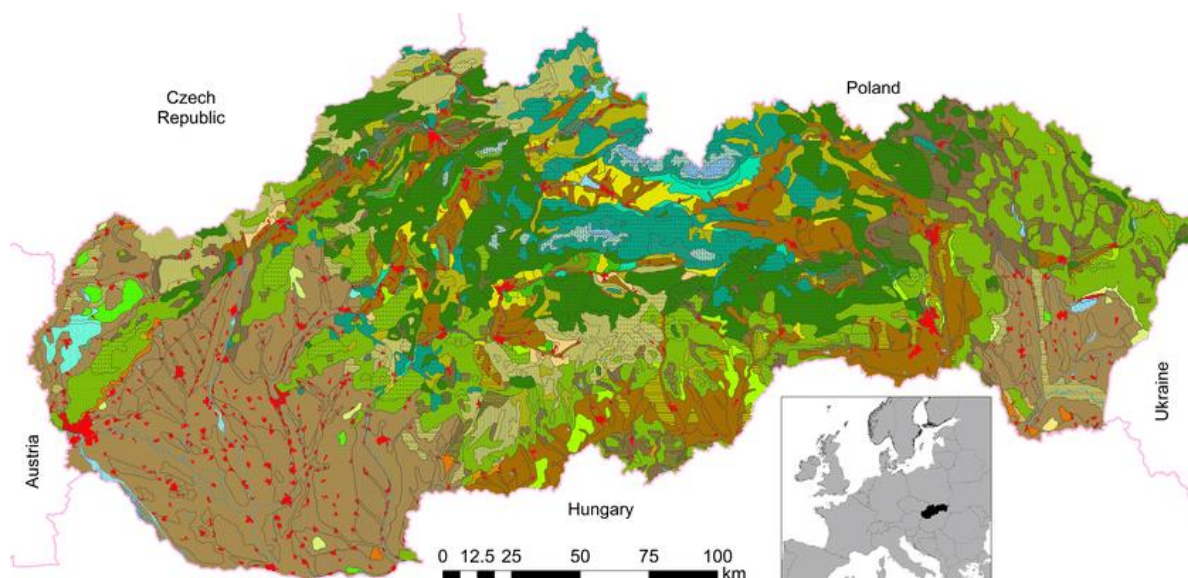 Czech
Republic
Poland
Austria
Ukraine
Hungary
0 12.5 25 50 75 100
km